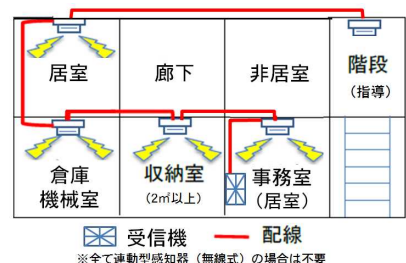 居室
廊下
非居室
階段
(指導)
倉庫
機械室
収納室
(2㎡以上)
事務室
(居室)
受信機
配線
※全て連動型感知器(無線式)の場合は不要